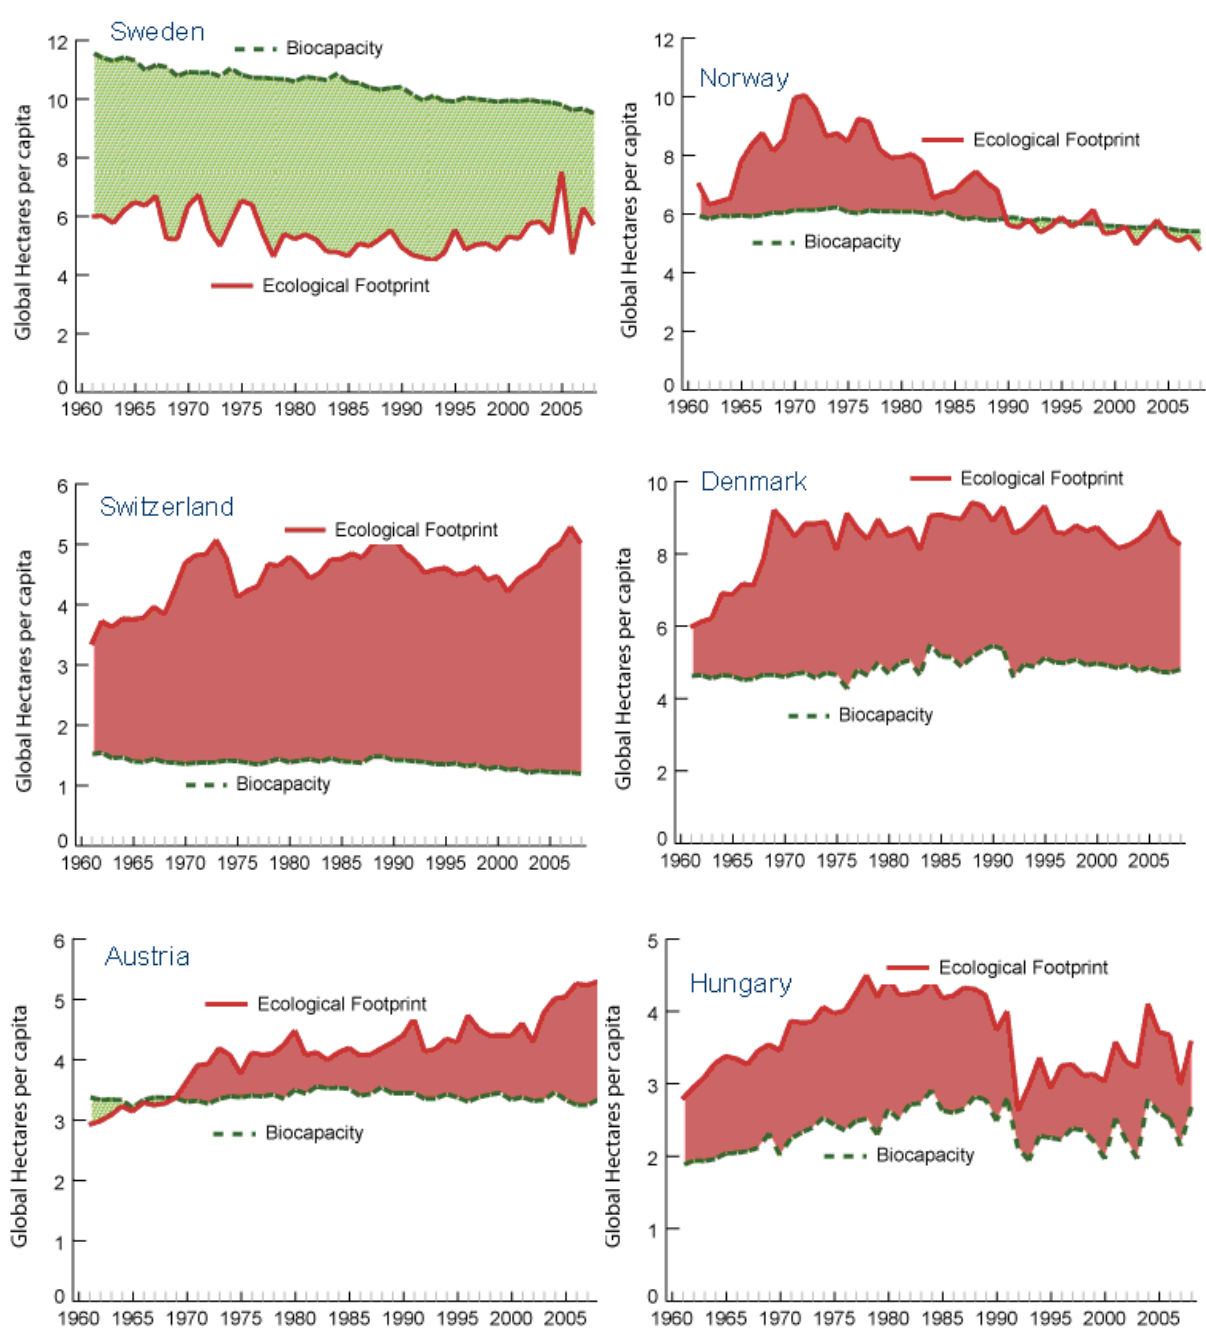 Sweden
Biocapacity
Ecological Footprint
Global Hectares per capita
12
10
8
6
4
2
0
1960 1965 1970 1975 1980 1985 1990 1995 2000 2005
Norway
Ecological Footprint
Biocapacity
Global Hectares per capita
12
10
8
6
4
2
0
1960 1965 1970 1975 1980 1985 1990 1995 2000 2005
Switzerland
Ecological Footprint
Biocapacity
Global Hectares per capita
6
5
4
3
2
1
0
1960 1965 1970 1975 1980 1985 1990 1995 2000 2005
Denmark
Ecological Footprint
Biocapacity
Global Hectares per capita
10
8
6
4
2
0
1960 1965 1970 1975 1980 1985 1990 1995 2000 2005
Austria
Ecological Footprint
Biocapacity
Global Hectares per capita
6
5
4
3
2
1
0
1960 1965 1970 1975 1980 1985 1990 1995 2000 2005
Hungary
Ecological Footprint
Biocapacity
Global Hectares per capita
5
4
3
2
1
0
1960 1965 1970 1975 1980 1985 1990 1995 2000 2005